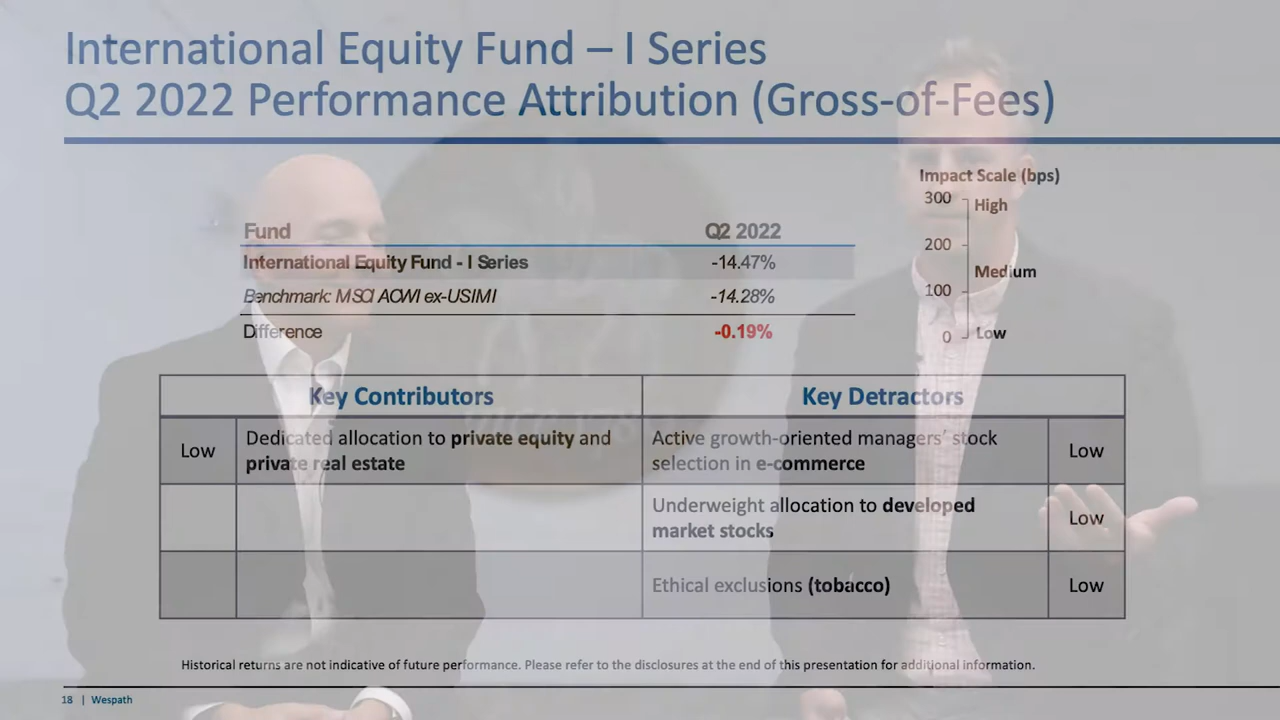 International Equity Fund – I Series
Q2 2022 Performance Attribution (Gross-of-Fees)
Impact Scale (bps)
300 High
200
Medium
100
0 Low
Fund Q2 2022
International Equity Fund - I Series -14.47%
Benchmark: MSCI ACWI ex-US IMI -14.28%
Difference -0.19%
Key Contributors Key Detractors
Low Dedicated allocation to private equity and
private real estate
Active growth-oriented managers' stock
selection in e-commerce Low
Underweight allocation to developed
market stocks Low
Ethical exclusions (tobacco) Low
Historical returns are not indicative of future performance. Please refer to the disclosures at the end of this presentation for additional information.
18 | Wespath